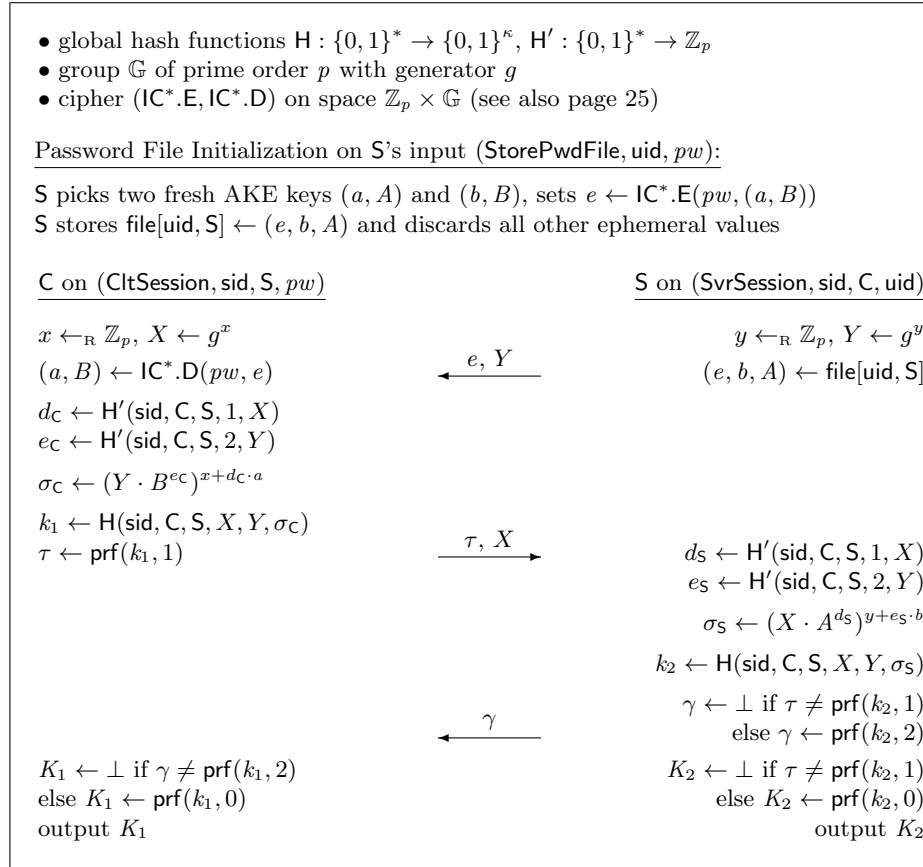 • global hash functions H : {0, 1}* → {0, 1}^κ, H′ : {0, 1}* → ℤ_p
• group 𝔾 of prime order p with generator g
• cipher (IC*.E, IC*.D) on space ℤ_p × 𝔾 (see also page 25)
Password File Initialization on S's input (StorePwdFile, uid, pw):
S picks two fresh AKE keys (a, A) and (b, B), sets e ← IC*.E(pw, (a, B))
S stores file[uid, S] ← (e, b, A) and discards all other ephemeral values
C on (CltSession, sid, S, pw) S on (SvrSession, sid, C, uid)
x ←_R ℤ_p, X ← g^x y ←_R ℤ_p, Y ← g^y
(a, B) ← IC*.D(pw, e) e, Y (e, b, A) ← file[uid, S]
d_C ← H′(sid, C, S, 1, X)
e_C ← H′(sid, C, S, 2, Y)
σ_C ← (Y · B^{e_C})^{x+d_C·a}
k_1 ← H(sid, C, S, X, Y, σ_C)
τ ← prf(k_1, 1) τ, X d_S ← H′(sid, C, S, 1, X)
e_S ← H′(sid, C, S, 2, Y)
σ_S ← (X · A^{d_S})^{y+e_S·b}
k_2 ← H(sid, C, S, X, Y, σ_S)
γ ← ⊥ if τ ≠ prf(k_2, 1)
γ else γ ← prf(k_2, 2)
K_1 ← ⊥ if γ ≠ prf(k_1, 2) K_2 ← ⊥ if τ ≠ prf(k_2, 1)
else K_1 ← prf(k_1, 0) else K_2 ← prf(k_2, 0)
output K_1 output K_2